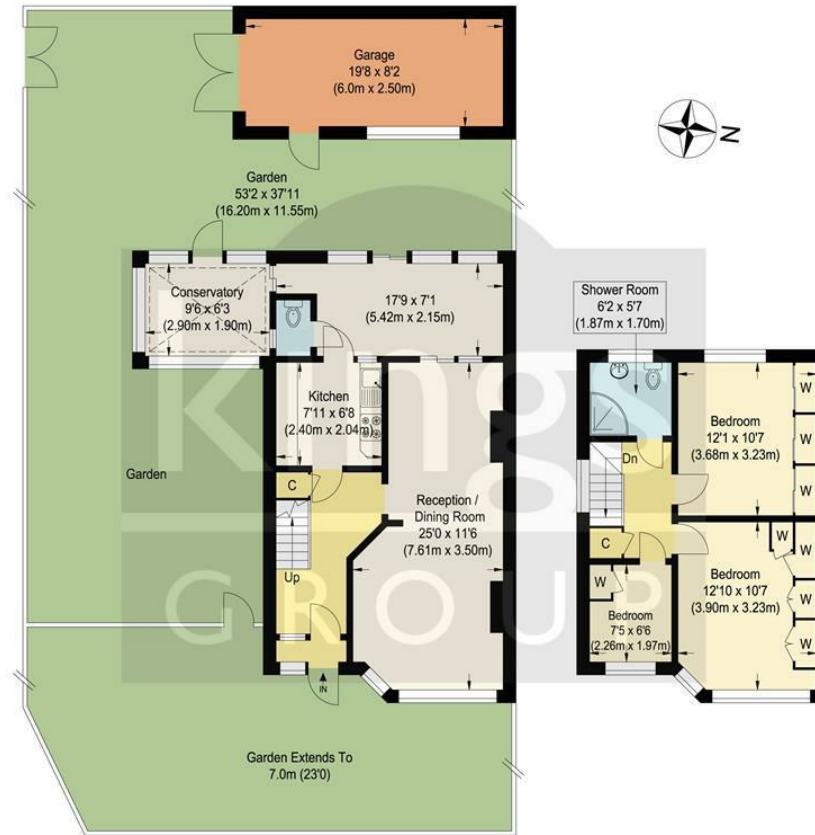 Garage
19'8 x 8'2
(6.0m x 2.50m)
N
Garden
53'2 x 37'11
(16.20m x 11.55m)
Conservatory
9'6 x 6'3
(2.90m x 1.90m)
17'9 x 7'1
(5.42m x 2.15m)
Kitchen
7'11 x 6'8
(2.40m x 2.04m)
C
Garden
Reception /
Dining Room
25'0 x 11'6
(7.61m x 3.50m)
Up
IN
Garden Extends To
7.0m (23'0)
Shower Room
6'2 x 5'7
(1.87m x 1.70m)
Dn
Bedroom
12'1 x 10'7
(3.68m x 3.23m)
W
W
W
C
W
Bedroom
7'5 x 6'6
(2.26m x 1.97m)
Bedroom
12'10 x 10'7
(3.90m x 3.23m)
W
W
W
W
Kings
GROUP